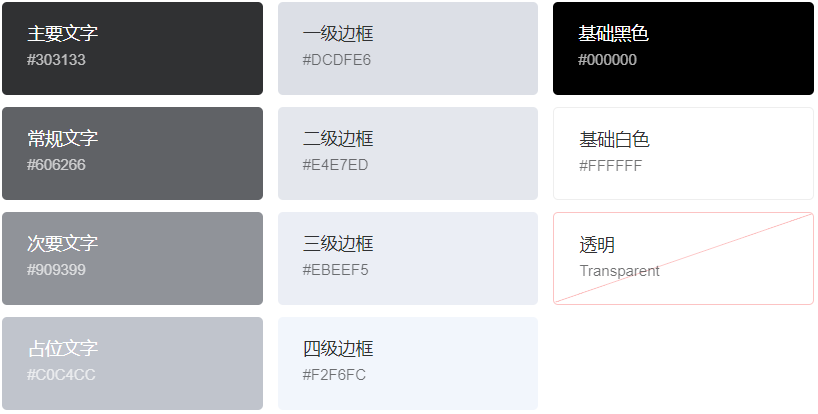 主要文字
#303133
一级边框
#DCDFE6
基础黑色
#000000
常规文字
#606266
二级边框
#E4E7ED
基础白色
#FFFFFF
次要文字
#909399
三级边框
#EBEEF5
透明
Transparent
占位文字
#C0C4CC
四级边框
#F2F6FC